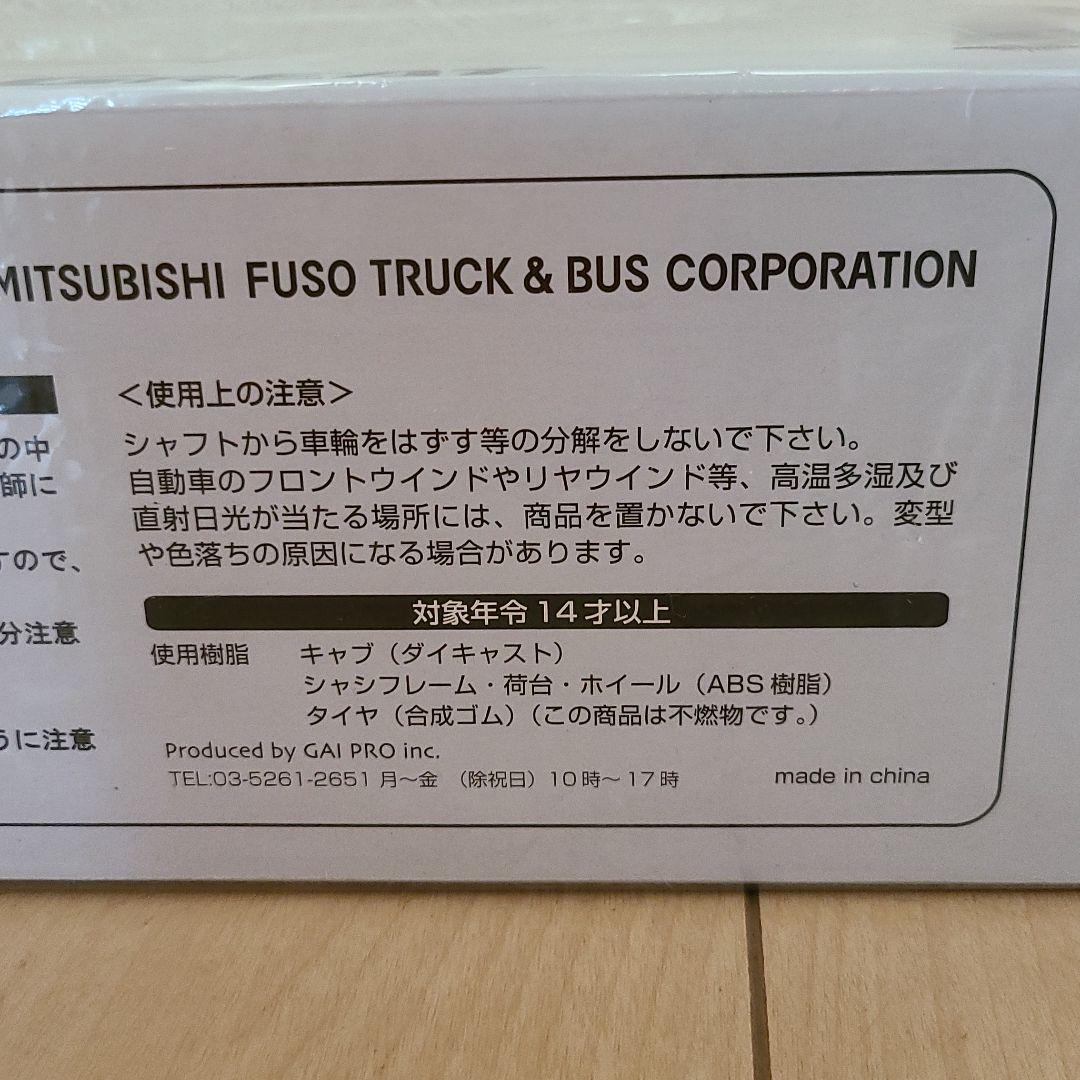 MITSUBISHI FUSO TRUCK & BUS CORPORATION
の中
師に
すので、
分注意
うに注意
＜使用上の注意＞
シャフトから車輪をはずす等の分解をしないで下さい。
自動車のフロントウインドやリヤウインド等、高温多湿及び
直射日光が当たる場所には、商品を置かないで下さい。変型
や色落ちの原因になる場合があります。
対象年令14才以上
使用樹脂 キャブ（ダイキャスト）
シャシフレーム・荷台・ホイール（ABS樹脂）
タイヤ（合成ゴム）（この商品は不燃物です。）
Produced by GAI PRO inc.
TEL:03-5261-2651 月〜金 （除祝日）10時〜17時
made in china